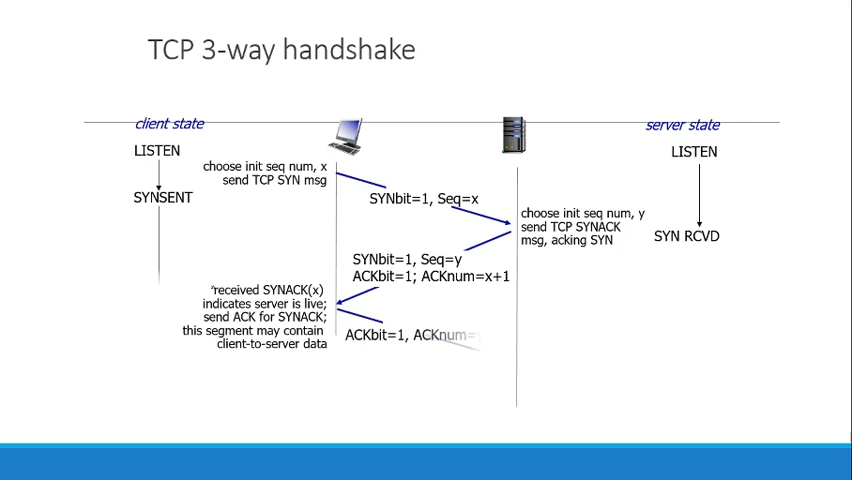 TCP 3-way handshake
client state
server state
LISTEN
LISTEN
choose init seq num, x
send TCP SYN msg
SYNSENT
SYNbit=1, Seq=x
choose init seq num, y
send TCP SYNACK
msg, acking SYN
SYN RCVD
SYNbit=1, Seq=y
ACKbit=1; ACKnum=x+1
received SYNACK(x)
indicates server is live;
send ACK for SYNACK;
this segment may contain
client-to-server data
ACKbit=1, ACKnum=